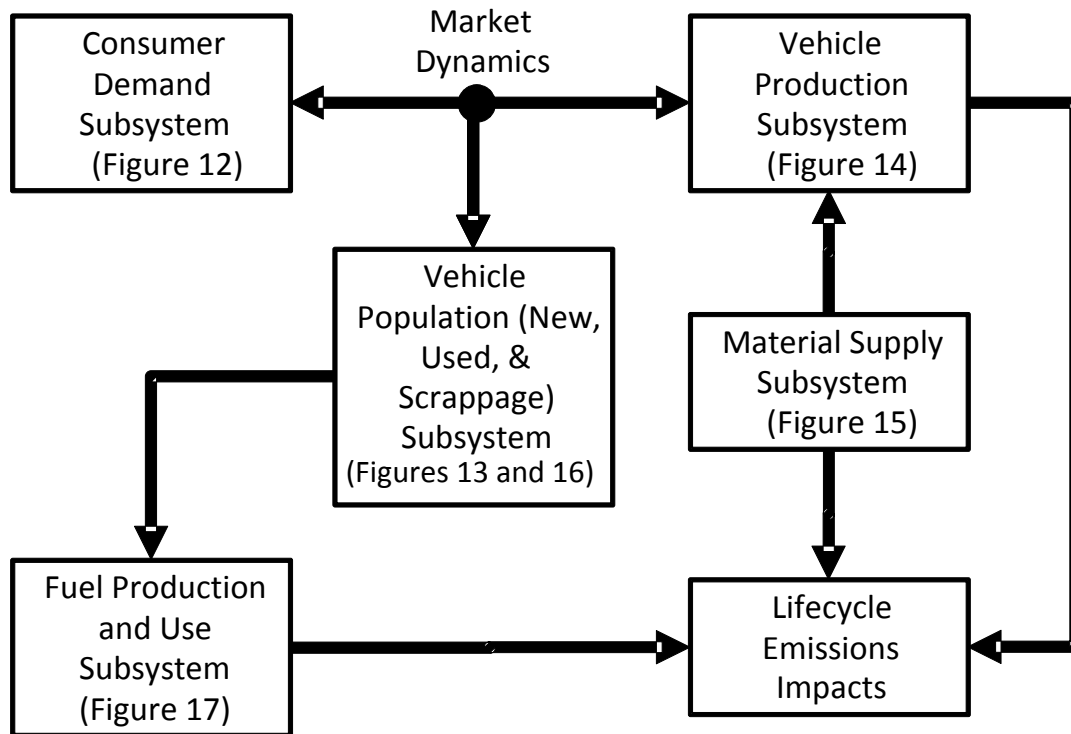 Consumer
Demand
Subsystem
(Figure 12)
Market
Dynamics
Vehicle
Production
Subsystem
(Figure 14)
Vehicle
Population (New,
Used, &
Scrappage)
Subsystem
(Figures 13 and 16)
Material Supply
Subsystem
(Figure 15)
Fuel Production
and Use
Subsystem
(Figure 17)
Lifecycle
Emissions
Impacts